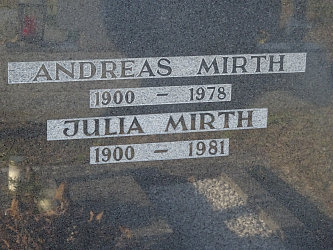 ANDREAS MIRTH
1900 - 1978
JULIA MIRTH
1900 - 1981